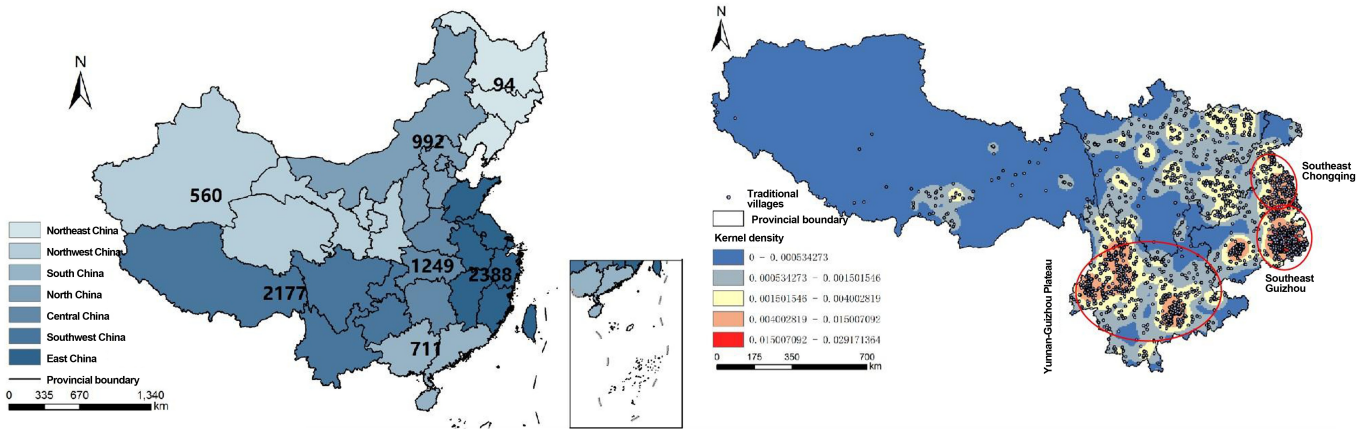 N
94
992
560
1249
2388
2177
711
Northeast China
Northwest China
South China
North China
Central China
Southwest China
East China
Provincial boundary
0 335 670 1,340
km
N
Southeast
Chongqing
Traditional
villages
Provincial boundary
Kernel density
0 - 0.000534273
0.000534273 - 0.001501546
0.001501546 - 0.004002819
0.004002819 - 0.015007092
0.015007092 - 0.029171364
0 175 350 700
km
Yunnan-Guizhou Plateau
Southeast
Guizhou